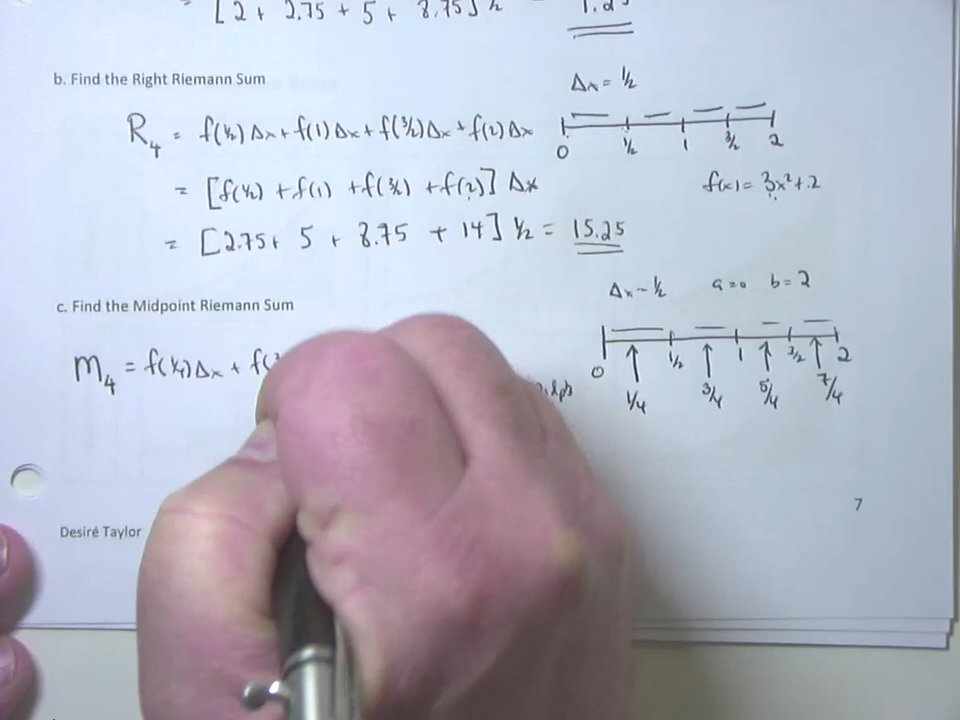 = [2 + 2.75 + 5 + 8.75] ½
b. Find the Right Riemann Sum
Δx = ½
R₄ = f(½)Δx + f(1)Δx + f(3/2)Δx + f(2)Δx
0 ½ 1 3/2 2
= [f(½) + f(1) + f(3/2) + f(2)] Δx
f(x) = 3x² + 2
= [2.75 + 5 + 8.75 + 14] ½ = 15.25
c. Find the Midpoint Riemann Sum
Δx = ½ a=0 b=2
0 ½ 1 3/2 2
M₄ = f(¼)Δx + f(
1/4 3/4 5/4 7/4
7
Desiré Taylor